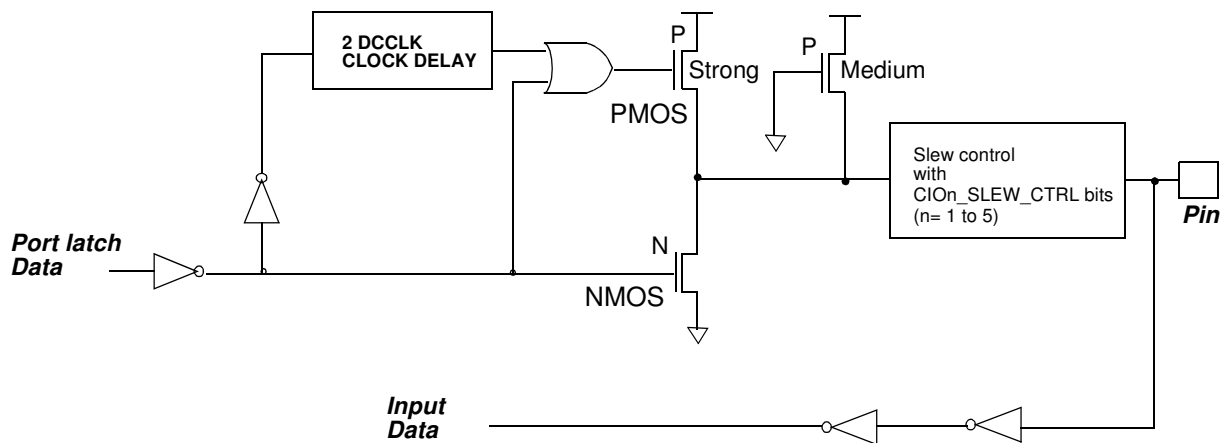 2 DCCLK
CLOCK DELAY
P
Strong
PMOS
P
Medium
Slew control
with
CIOn_SLEW_CTRL bits
(n= 1 to 5)
Pin
Port latch
Data
N
NMOS
Input
Data